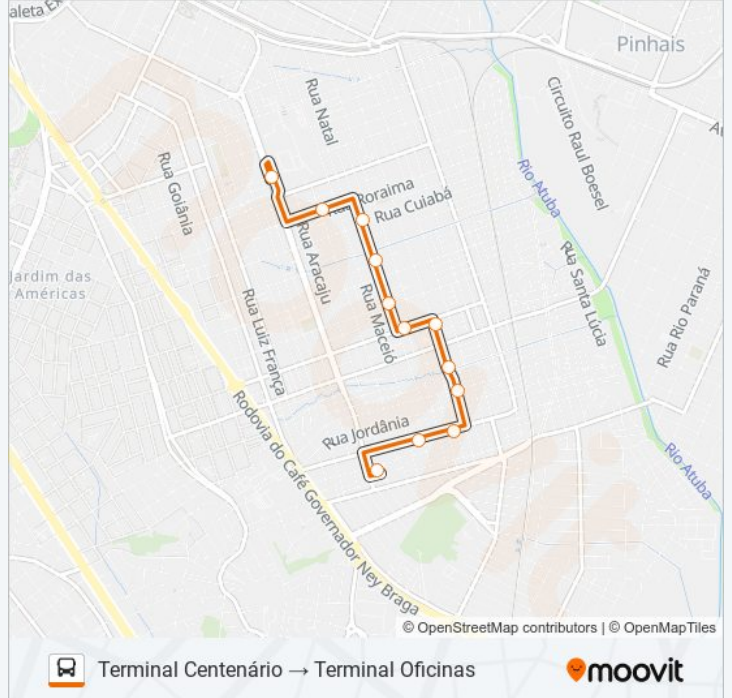 Pinhais
Rua Natal
Circuito Raul Boesel
Rua Goiânia
Rio Atuba
Roraima
Rua Cuiabá
Rua Aracaju
Rua Santa Lúcia
Jardim das
Américas
Rua Rio Paraná
Rua Maceió
Rua Luiz França
Rodovia do Café Governador Ney Braga
Rua Jordânia
Rio Atuba
© OpenStreetMap contributors | © OpenMapTiles
Terminal Centenário → Terminal Oficinas
moovit